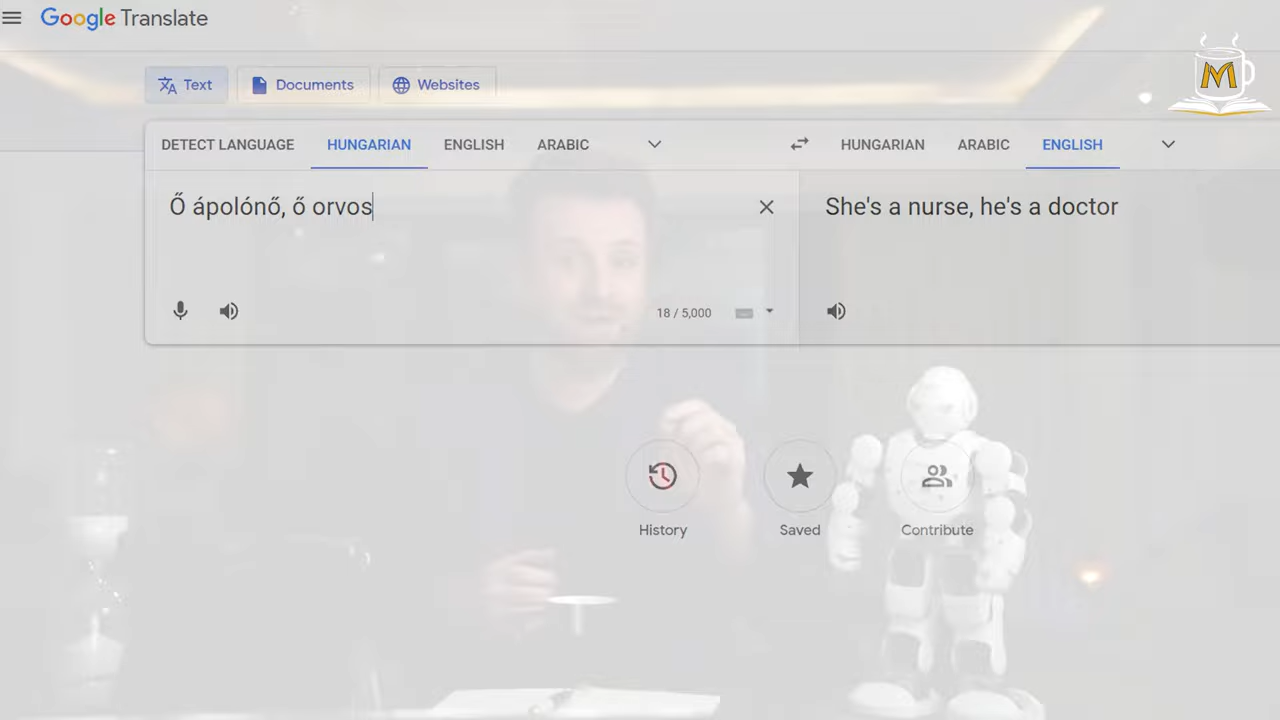 Google Translate
Text
Documents
Websites
DETECT LANGUAGE
HUNGARIAN
ENGLISH
ARABIC
HUNGARIAN
ARABIC
ENGLISH
Ő ápolónő, ő orvos
She's a nurse, he's a doctor
18 / 5,000
History
Saved
Contribute
M